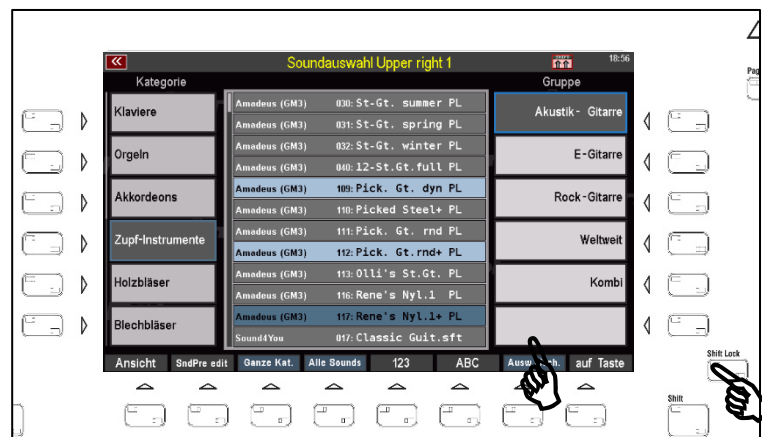 Soundauswahl Upper right 1
18:56
Kategorie
Gruppe
Klaviere
Orgeln
Akkordeons
Zupf-Instrumente
Holzbläser
Blechbläser
Amadeus (GM3) 030: St-Gt. summer PL
Amadeus (GM3) 031: St-Gt. spring PL
Amadeus (GM3) 032: St-Gt. winter PL
Amadeus (GM3) 040: 12-St.Gt.full PL
Amadeus (GM3) 109: Pick. Gt. dyn PL
Amadeus (GM3) 110: Picked Steel+ PL
Amadeus (GM3) 111: Pick. Gt. rnd PL
Amadeus (GM3) 112: Pick. Gt.rnd+ PL
Amadeus (GM3) 113: Olli's St.Gt. PL
Amadeus (GM3) 116: Rene's Nyl.1 PL
Amadeus (GM3) 117: Rene's Nyl.1+ PL
Sound4You 017: Classic Guit.sft
Akustik- Gitarre
E-Gitarre
Rock-Gitarre
Weltweit
Kombi
Ansicht SndPre edit Ganze Kat. Alle Sounds 123 ABC auf Taste
Pag
Shift Lock
Shift